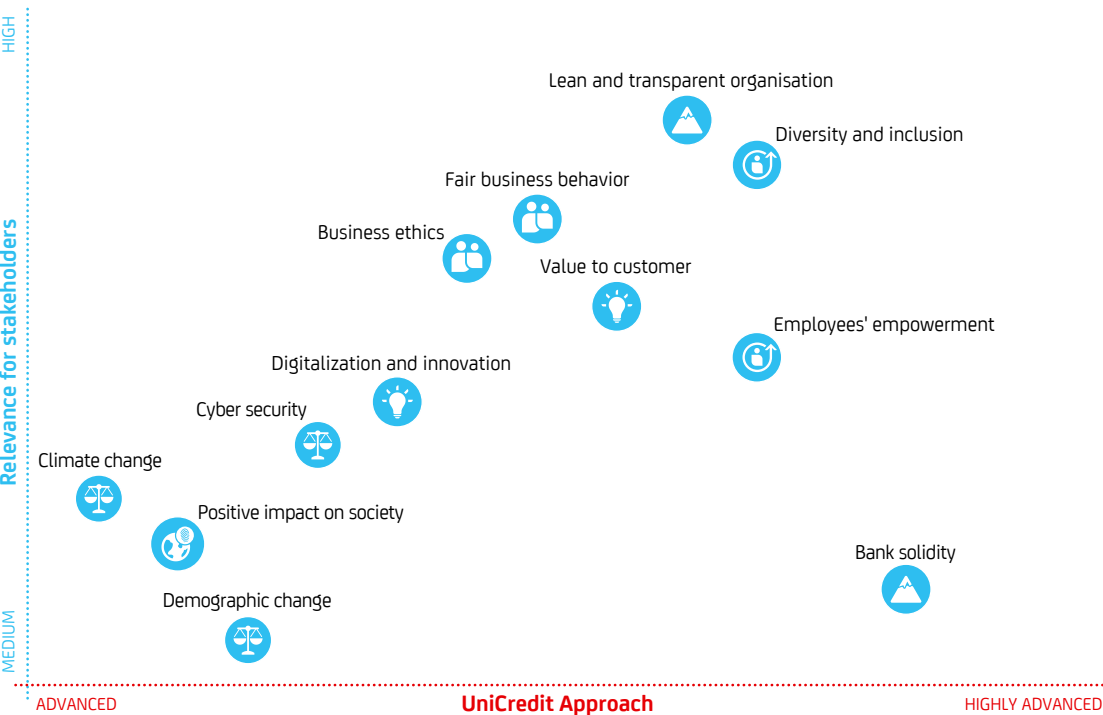 HIGH
Lean and transparent organisation
Diversity and inclusion
Fair business behavior
Business ethics
Value to customer
Relevance for stakeholders
Employees' empowerment
Digitalization and innovation
Cyber security
Climate change
Positive impact on society
Bank solidity
Demographic change
MEDIUM
ADVANCED
UniCredit Approach
HIGHLY ADVANCED